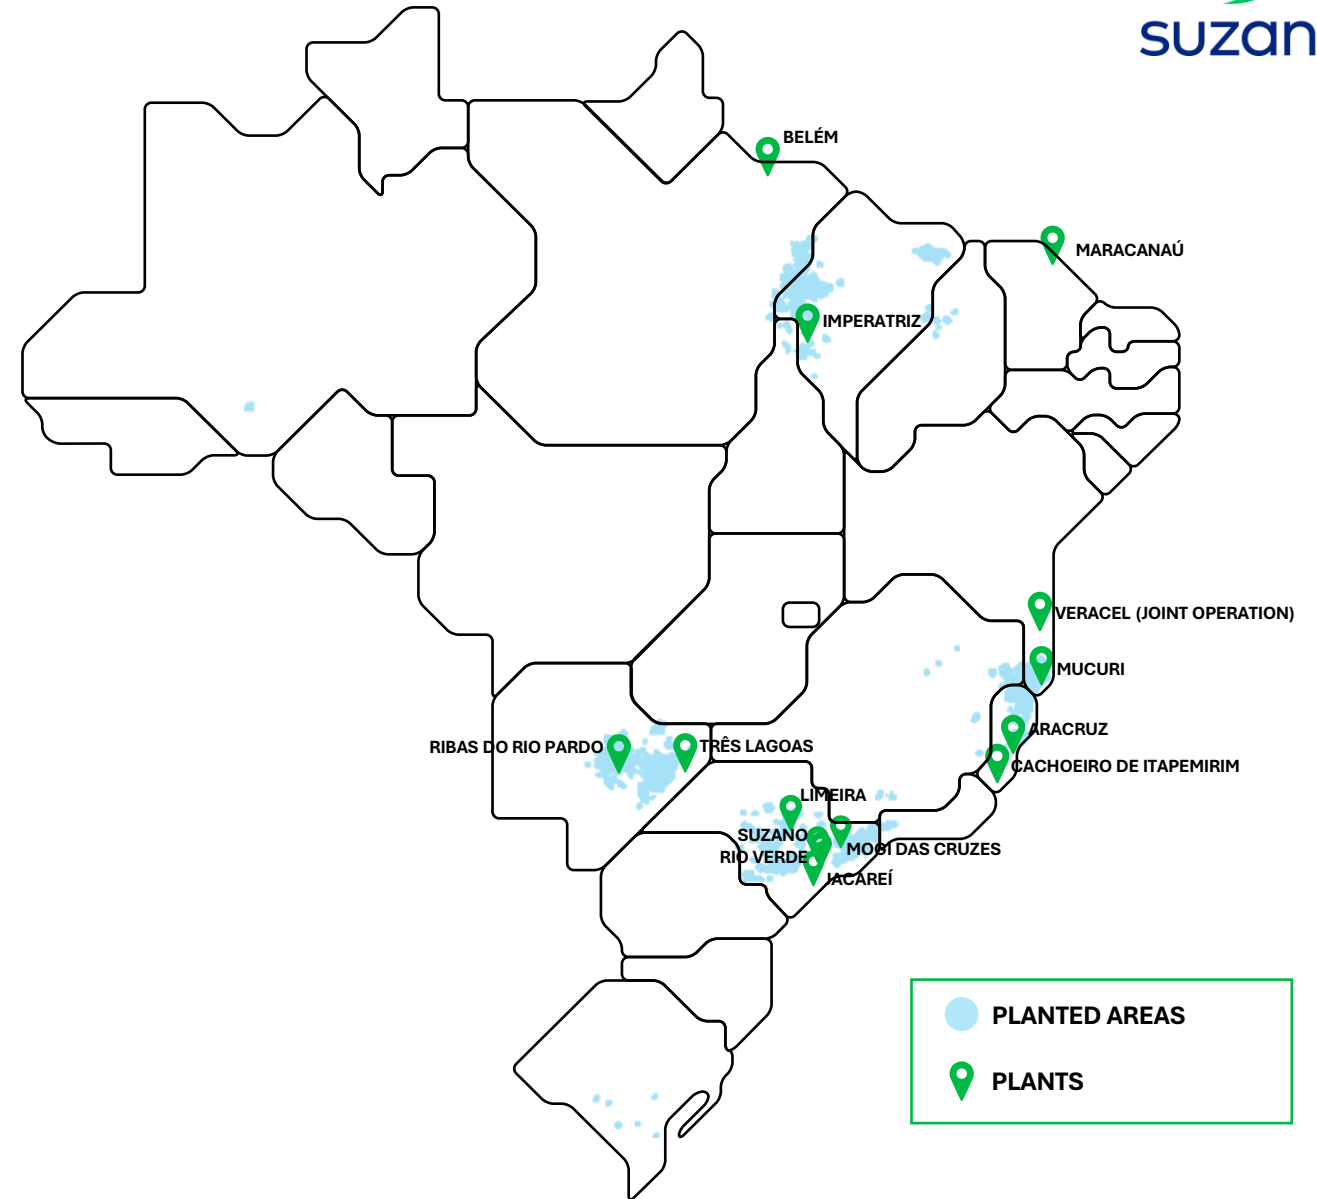 suzan
BELÉM
MARACANAÚ
IMPERATRIZ
VERACEL (JOINT OPERATION)
MUCURI
ARACRUZ
RIBAS DO RIO PARDO
TRÊS LAGOAS
CACHOEIRO DE ITAPEMIRIM
LIMEIRA
SUZANO
MOGI DAS CRUZES
RIO VERDE
JACAREÍ
PLANTED AREAS
PLANTS